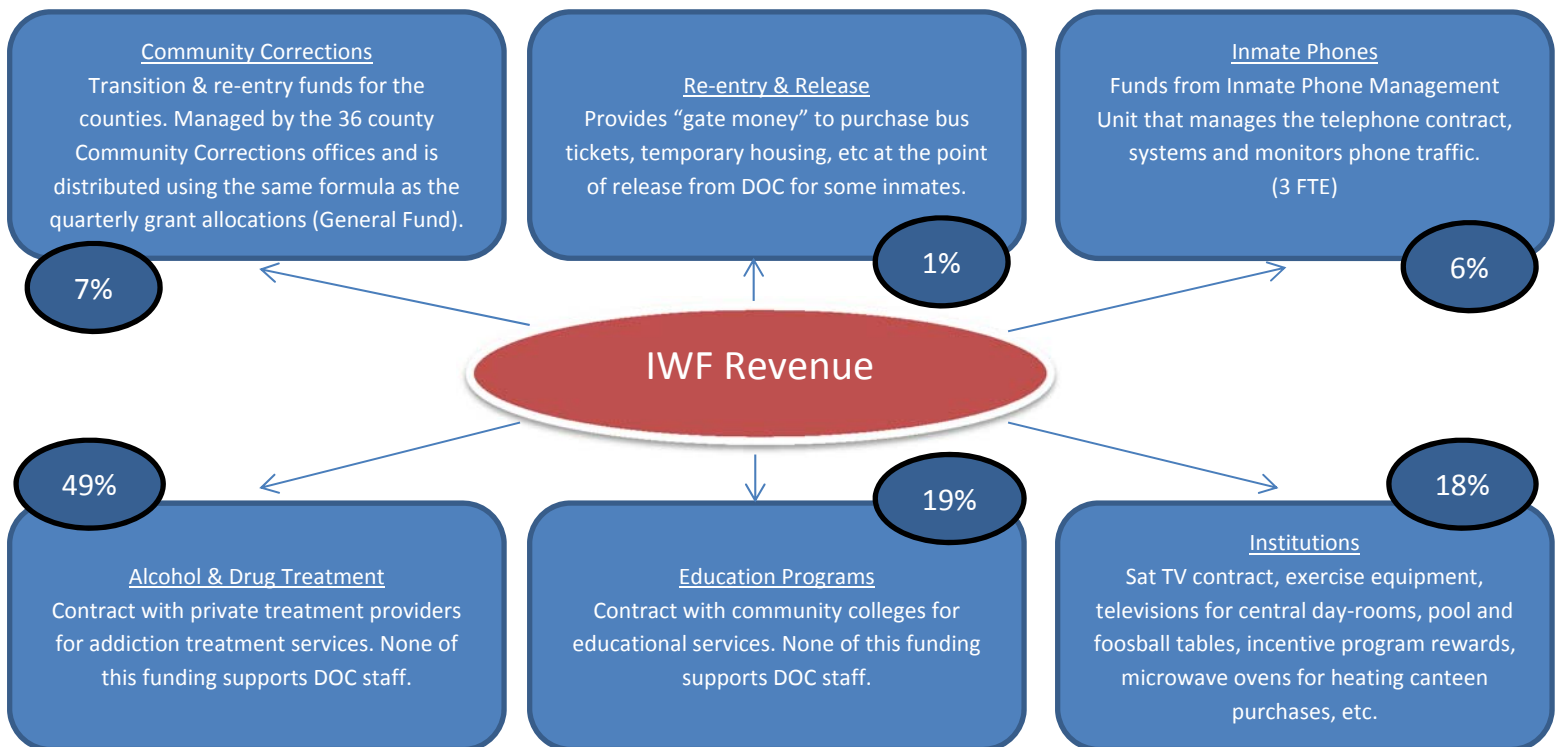 Community Corrections
Transition & re-entry funds for the
counties. Managed by the 36 county
Community Corrections offices and is
distributed using the same formula as the
quarterly grant allocations (General Fund).
7%
Re-entry & Release
Provides “gate money” to purchase bus
tickets, temporary housing, etc at the point
of release from DOC for some inmates.
1%
Inmate Phones
Funds from Inmate Phone Management
Unit that manages the telephone contract,
systems and monitors phone traffic.
(3 FTE)
6%
IWF Revenue
49%
Alcohol & Drug Treatment
Contract with private treatment providers
for addiction treatment services. None of
this funding supports DOC staff.
19%
Education Programs
Contract with community colleges for
educational services. None of this funding
supports DOC staff.
18%
Institutions
Sat TV contract, exercise equipment,
televisions for central day-rooms, pool and
foosball tables, incentive program rewards,
microwave ovens for heating canteen
purchases, etc.